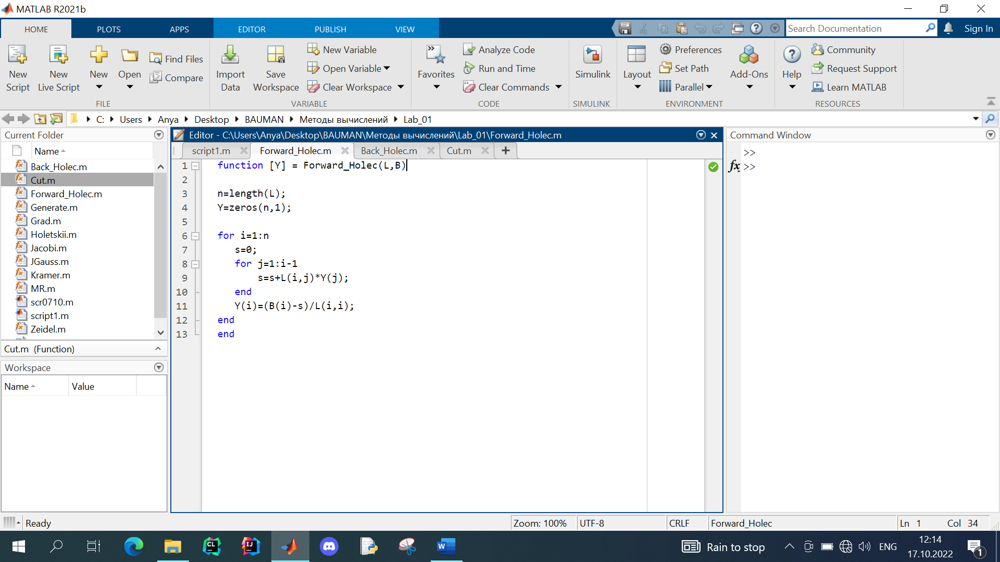 MATLAB R2021b
HOME PLOTS APPS EDITOR PUBLISH VIEW Search Documentation Sign In
New Script
New Live Script
New
Open
Find Files
Compare
FILE
Import Data
Save Workspace
New Variable
Open Variable
Clear Workspace
VARIABLE
Favorites
Analyze Code
Run and Time
Clear Commands
CODE
Simulink
SIMULINK
Layout
Preferences
Set Path
Parallel
Add-Ons
ENVIRONMENT
Help
Community
Request Support
Learn MATLAB
RESOURCES
C: Users Anya Desktop BAUMAN Методы вычислений Lab_01
Current Folder
Name
Back_Holec.m
Cut.m
Forward_Holec.m
Generate.m
Grad.m
Holetskii.m
Jacobi.m
JGauss.m
Kramer.m
MR.m
scr0710.m
script1.m
Zeidel.m
Cut.m (Function)
Workspace
Name Value
Editor - C:\Users\Anya\Desktop\BAUMAN\Методы вычислений\Lab_01\Forward_Holec.m
script1.m Forward_Holec.m Back_Holec.m Cut.m
1 function [Y] = Forward_Holec(L,B)
2
3 n=length(L);
4 Y=zeros(n,1);
5
6 for i=1:n
7 s=0;
8 for j=1:i-1
9 s=s+L(i,j)*Y(j);
10 end
11 Y(i)=(B(i)-s)/L(i,i);
12 end
13 end
Command Window
>>
fx >>
Ready Zoom: 100% UTF-8 CRLF Forward_Holec Ln 1 Col 34
CL IJ W Rain to stop ENG 12:14
17.10.2022 1